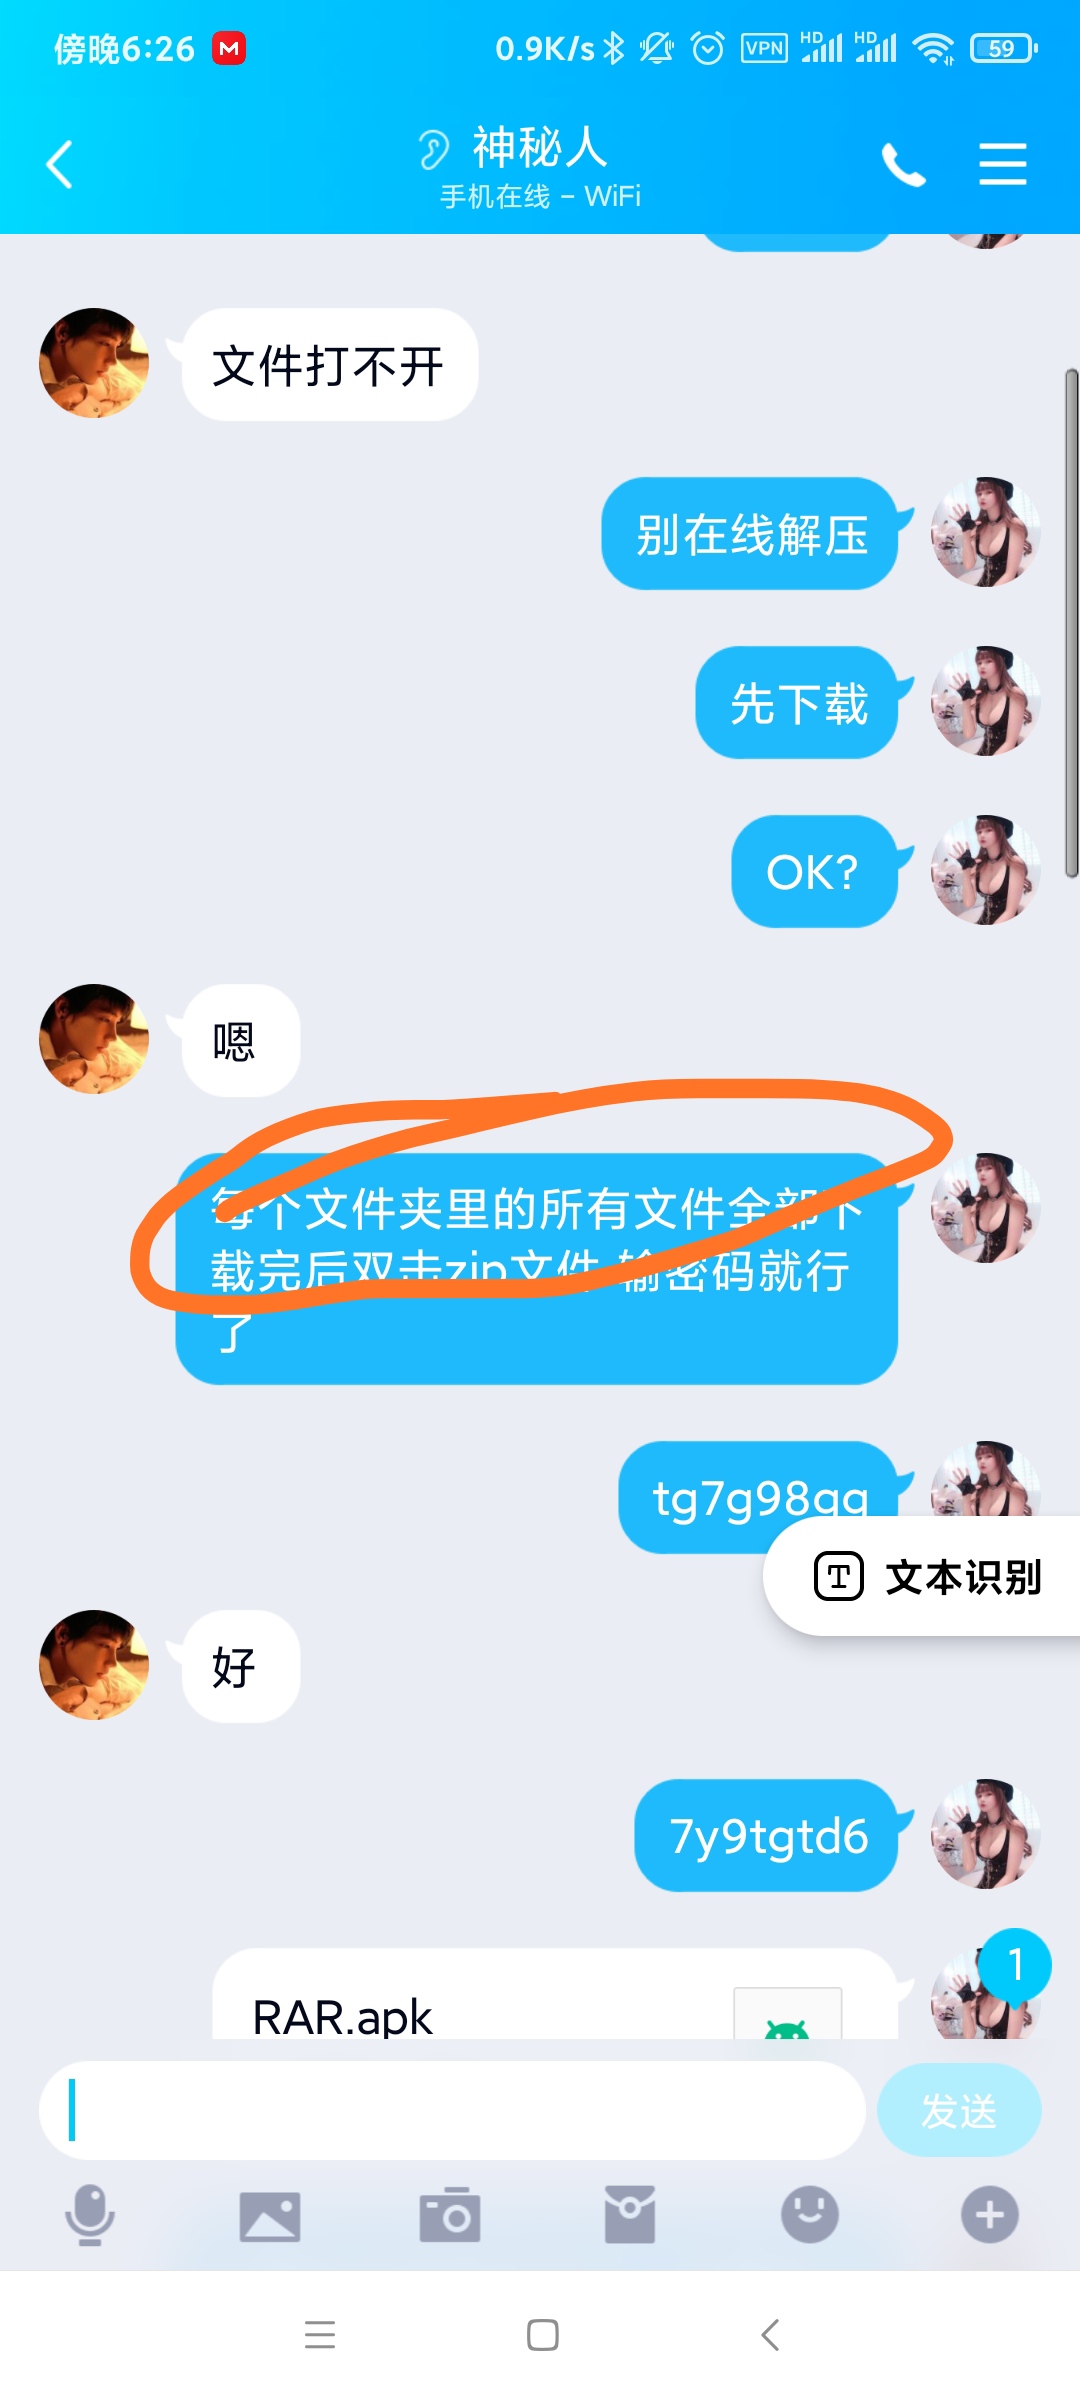 傍晚6:26
0.9K/s
VPN
HD
HD
59
神秘人
手机在线 – WiFi
文件打不开
别在线解压
先下载
OK?
嗯
每个文件夹里的所有文件全部下
载完后双击zip文件 输密码就行
了
tg7g98qq
文本识别
好
7y9tgtd6
1
RAR.apk
发送